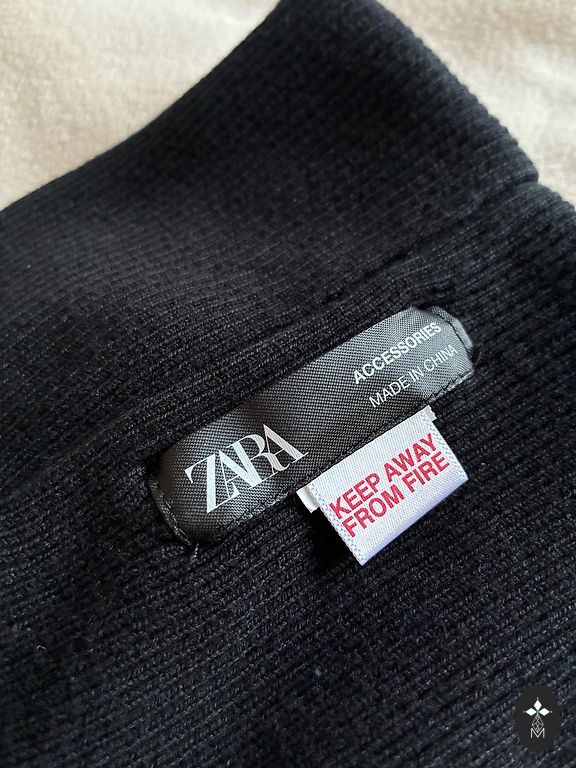 ZARA
ACCESSORIES
MADE IN CHINA
KEEP AWAY
FROM FIRE
M